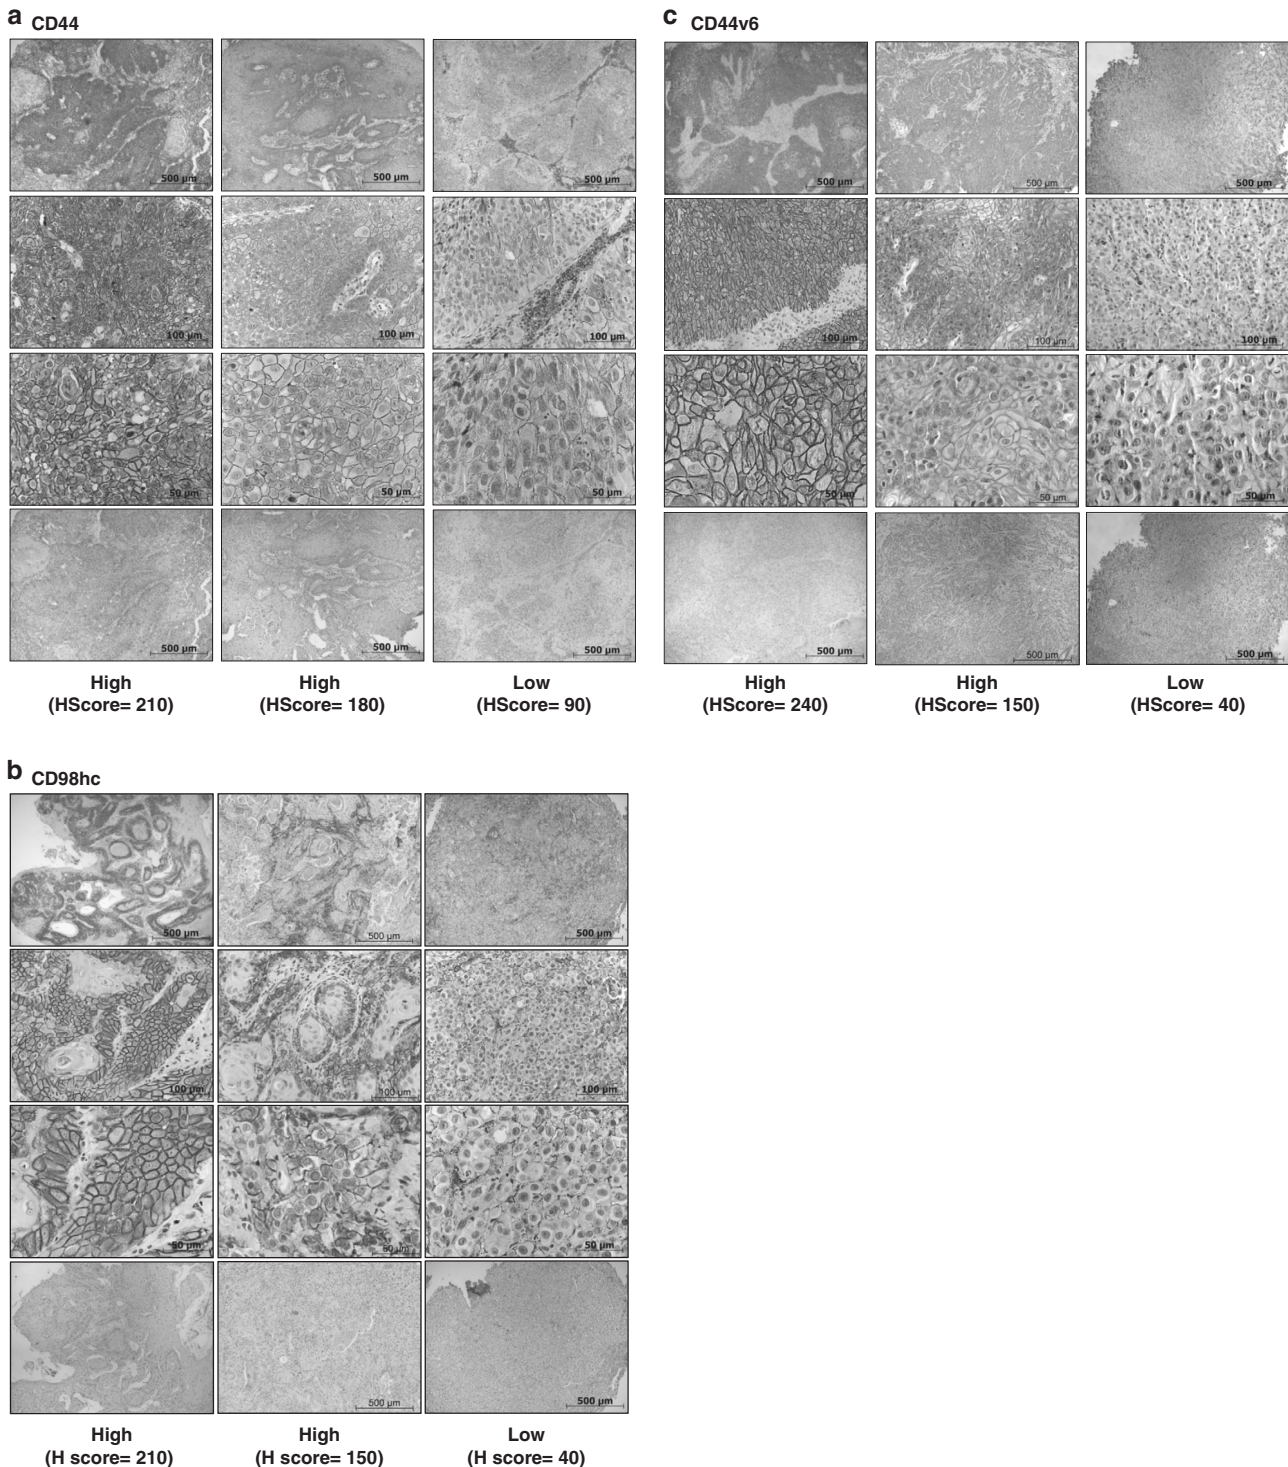 a CD44
500 µm
500 µm
500 µm
100 µm
100 µm
100 µm
50 µm
50 µm
50 µm
500 µm
500 µm
500 µm
High
(HScore= 210)
High
(HScore= 180)
Low
(HScore= 90)
c CD44v6
500 µm
500 µm
500 µm
100 µm
100 µm
100 µm
50 µm
50 µm
50 µm
500 µm
500 µm
500 µm
High
(HScore= 240)
High
(HScore= 150)
Low
(HScore= 40)
b CD98hc
500 µm
500 µm
500 µm
100 µm
100 µm
100 µm
50 µm
50 µm
50 µm
500 µm
500 µm
500 µm
High
(H score= 210)
High
(H score= 150)
Low
(H score= 40)